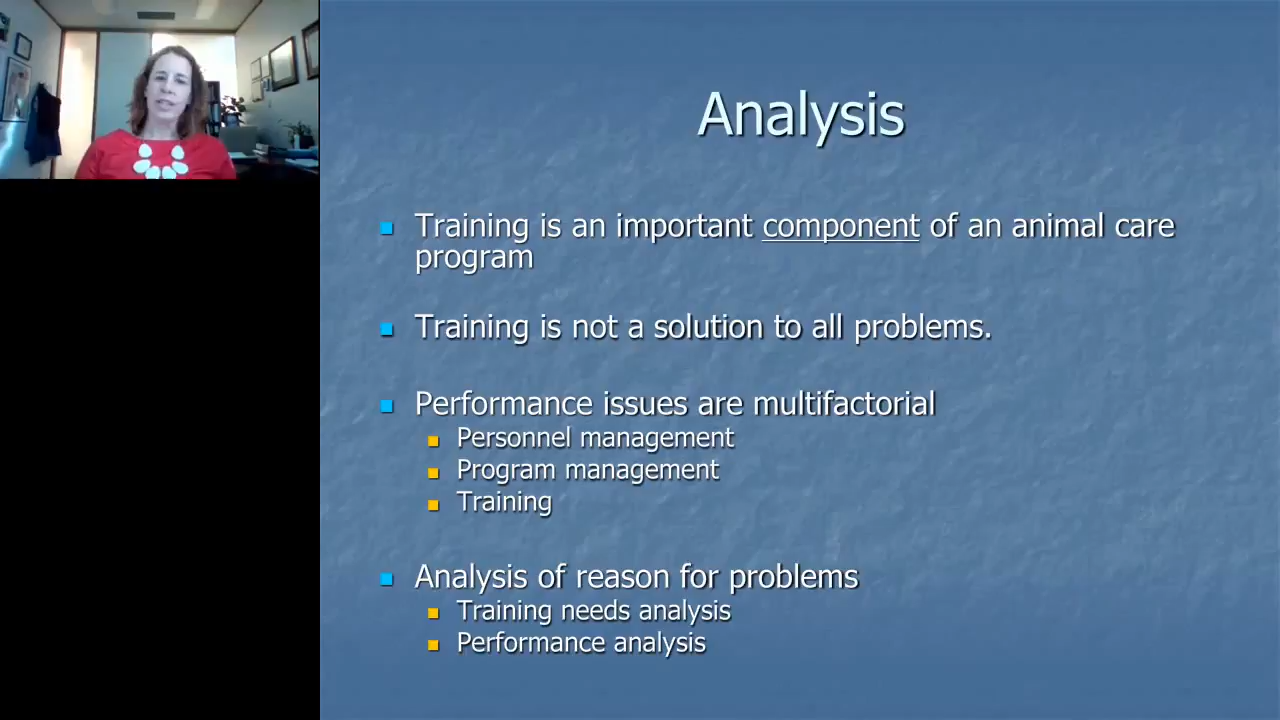 Analysis
Training is an important component of an animal care
program
Training is not a solution to all problems.
Performance issues are multifactorial
Personnel management
Program management
Training
Analysis of reason for problems
Training needs analysis
Performance analysis